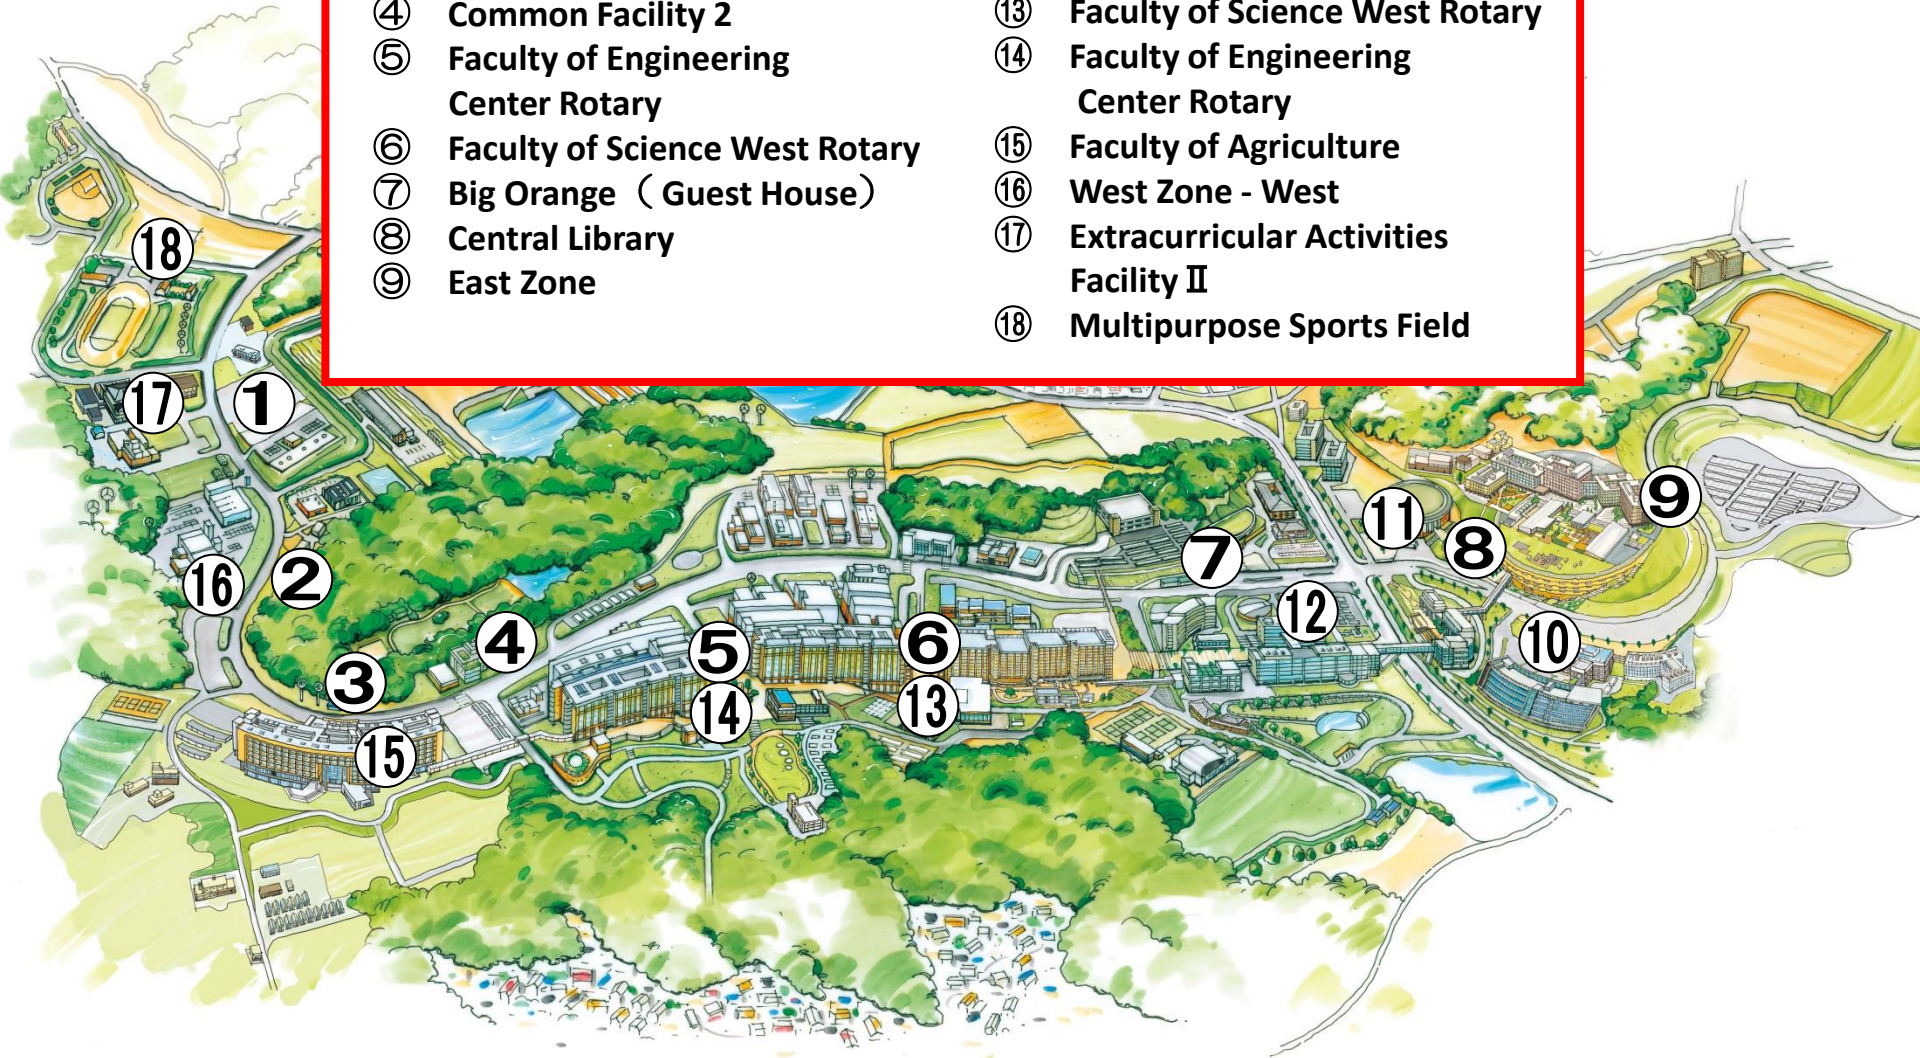 ④ Common Facility 2
⑤ Faculty of Engineering
Center Rotary
⑥ Faculty of Science West Rotary
⑦ Big Orange （ Guest House）
⑧ Central Library
⑨ East Zone
⑬ Faculty of Science West Rotary
⑭ Faculty of Engineering
Center Rotary
⑮ Faculty of Agriculture
⑯ West Zone - West
⑰ Extracurricular Activities
Facility Ⅱ
⑱ Multipurpose Sports Field
18
17
1
16
2
3
15
4
5
14
6
13
7
12
11
8
9
10